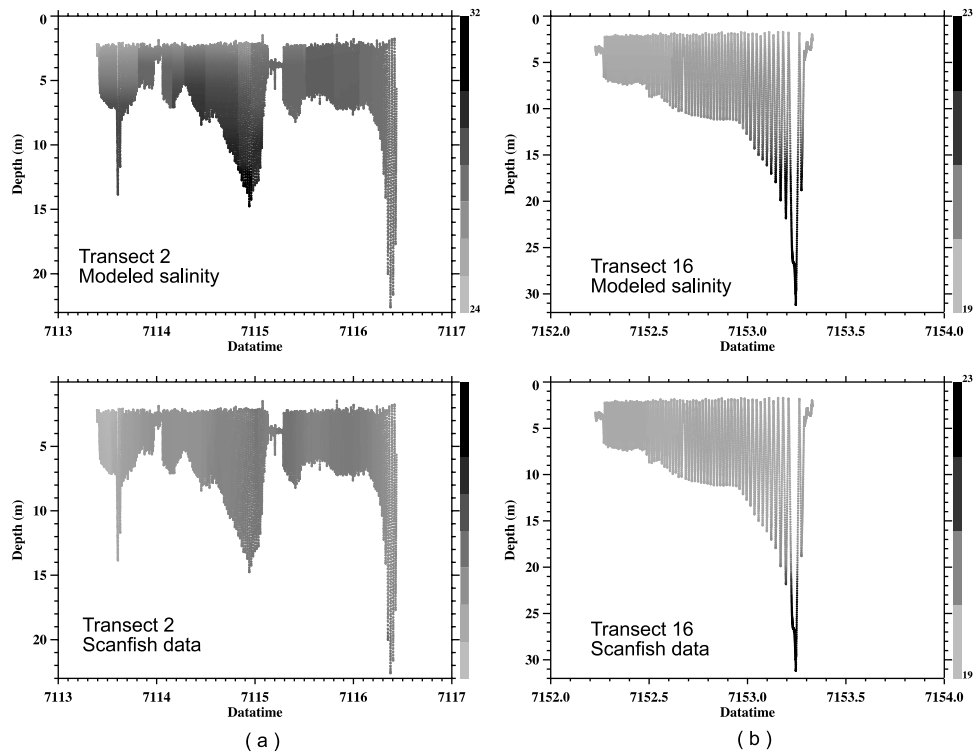 0
5
10
15
20
Depth (m)
Transect 2
Modeled salinity
32
24
7113
7114
7115
7116
7117
Datatime
0
5
10
15
20
25
30
Depth (m)
Transect 16
Modeled salinity
23
19
7152.0
7152.5
7153.0
7153.5
7154.0
Datatime
5
10
15
20
Depth (m)
Transect 2
Scanfish data
7113
7114
7115
7116
7117
Datatime
( a )
0
5
10
15
20
25
30
Depth (m)
Transect 16
Scanfish data
23
19
7152.0
7152.5
7153.0
7153.5
7154.0
Datatime
( b )